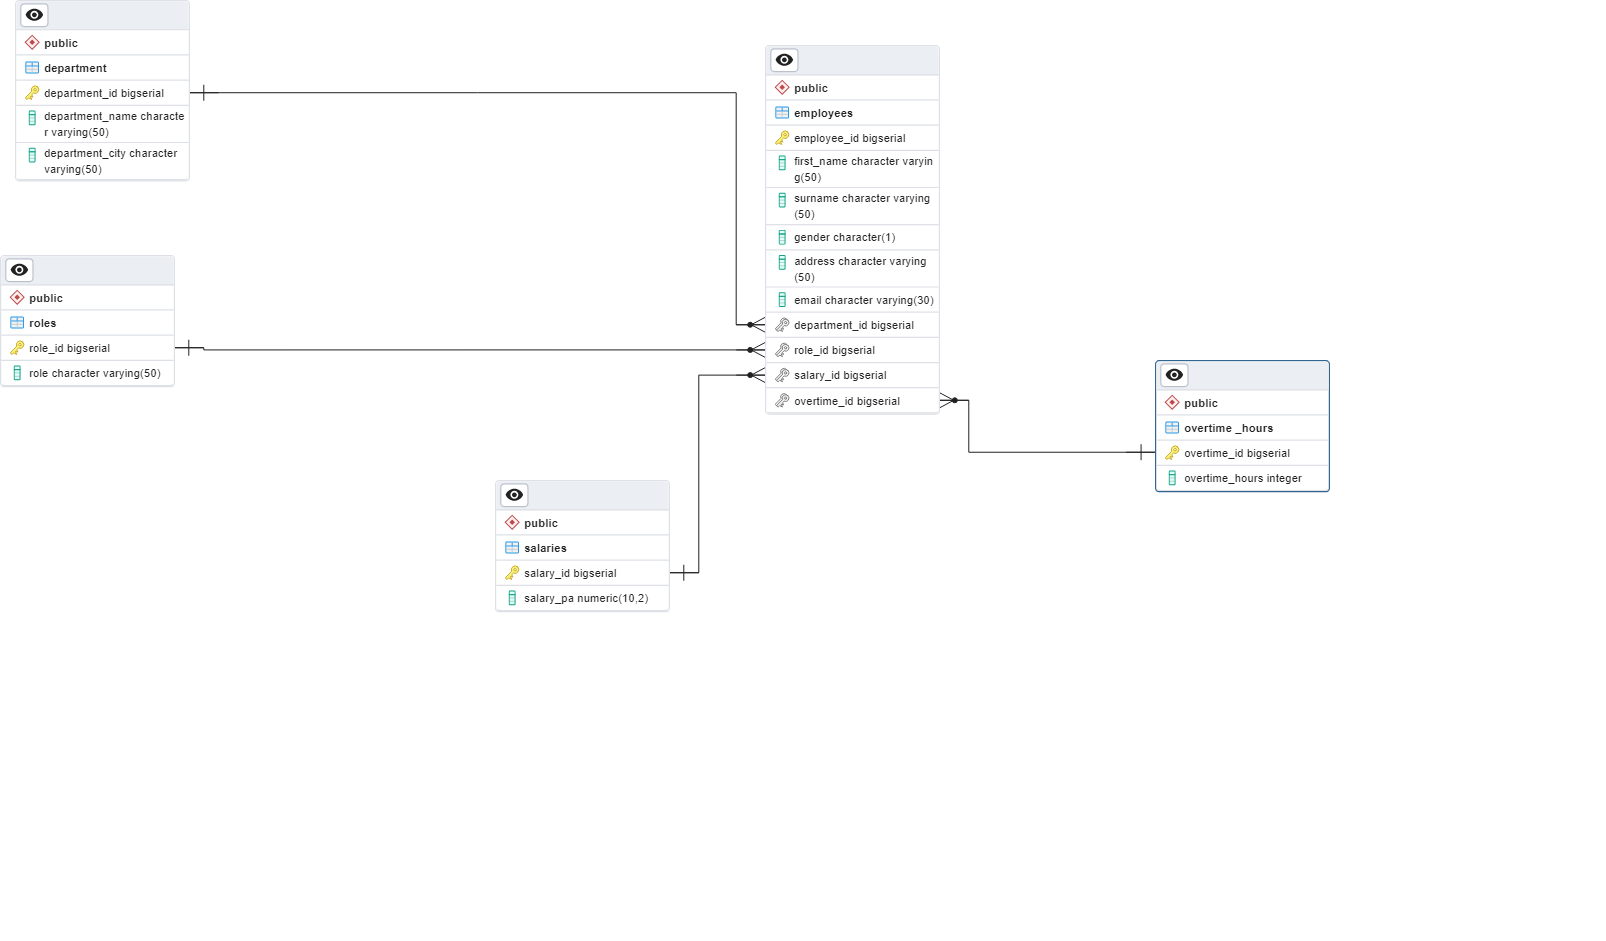 public
department
department_id bigserial
department_name characte
r varying(50)
department_city character
varying(50)
public
roles
role_id bigserial
role character varying(50)
public
salaries
salary_id bigserial
salary_pa numeric(10,2)
public
employees
employee_id bigserial
first_name character varyin
g(50)
surname character varying
(50)
gender character(1)
address character varying
(50)
email character varying(30)
department_id bigserial
role_id bigserial
salary_id bigserial
overtime_id bigserial
public
overtime _hours
overtime_id bigserial
overtime_hours integer